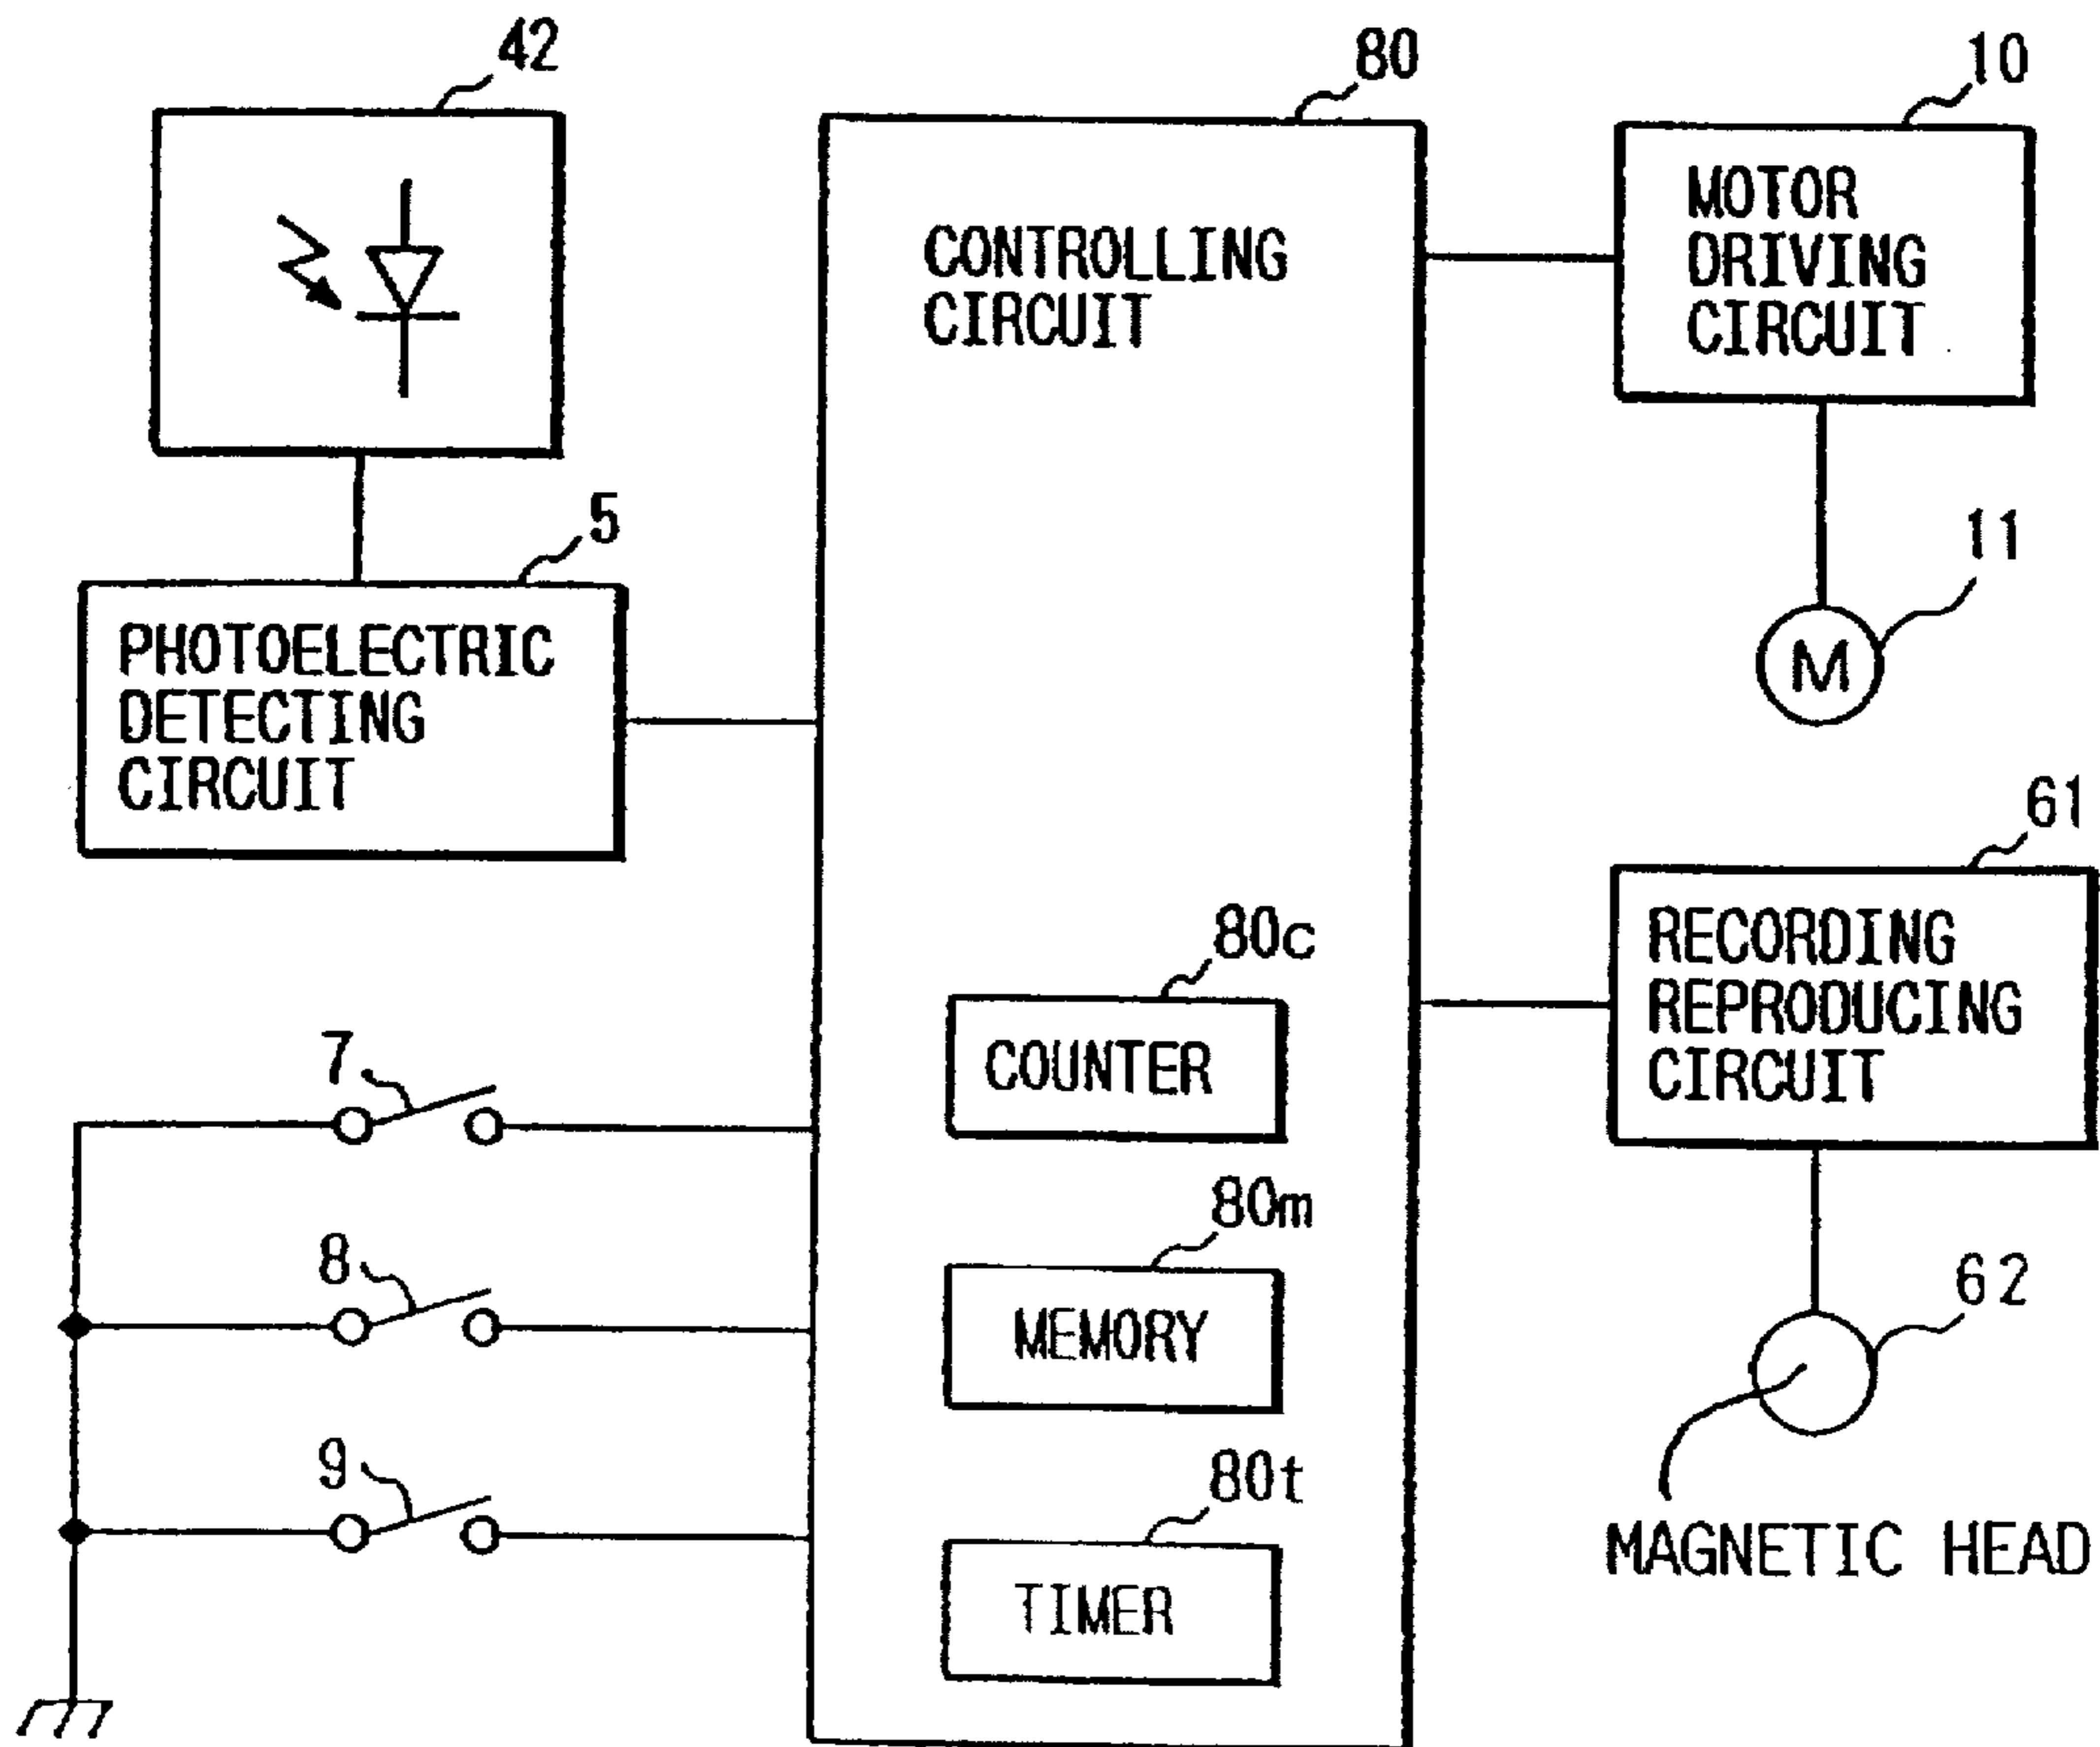 42
80
10
CONTROLLING
CIRCUIT
MOTOR
DRIVING
CIRCUIT
5
PHOTOELECTRIC
DETECTING
CIRCUIT
11
M
61
RECORDING
REPRODUCING
CIRCUIT
80c
COUNTER
7
80m
MEMORY
8
62
MAGNETIC HEAD
9
80t
TIMER